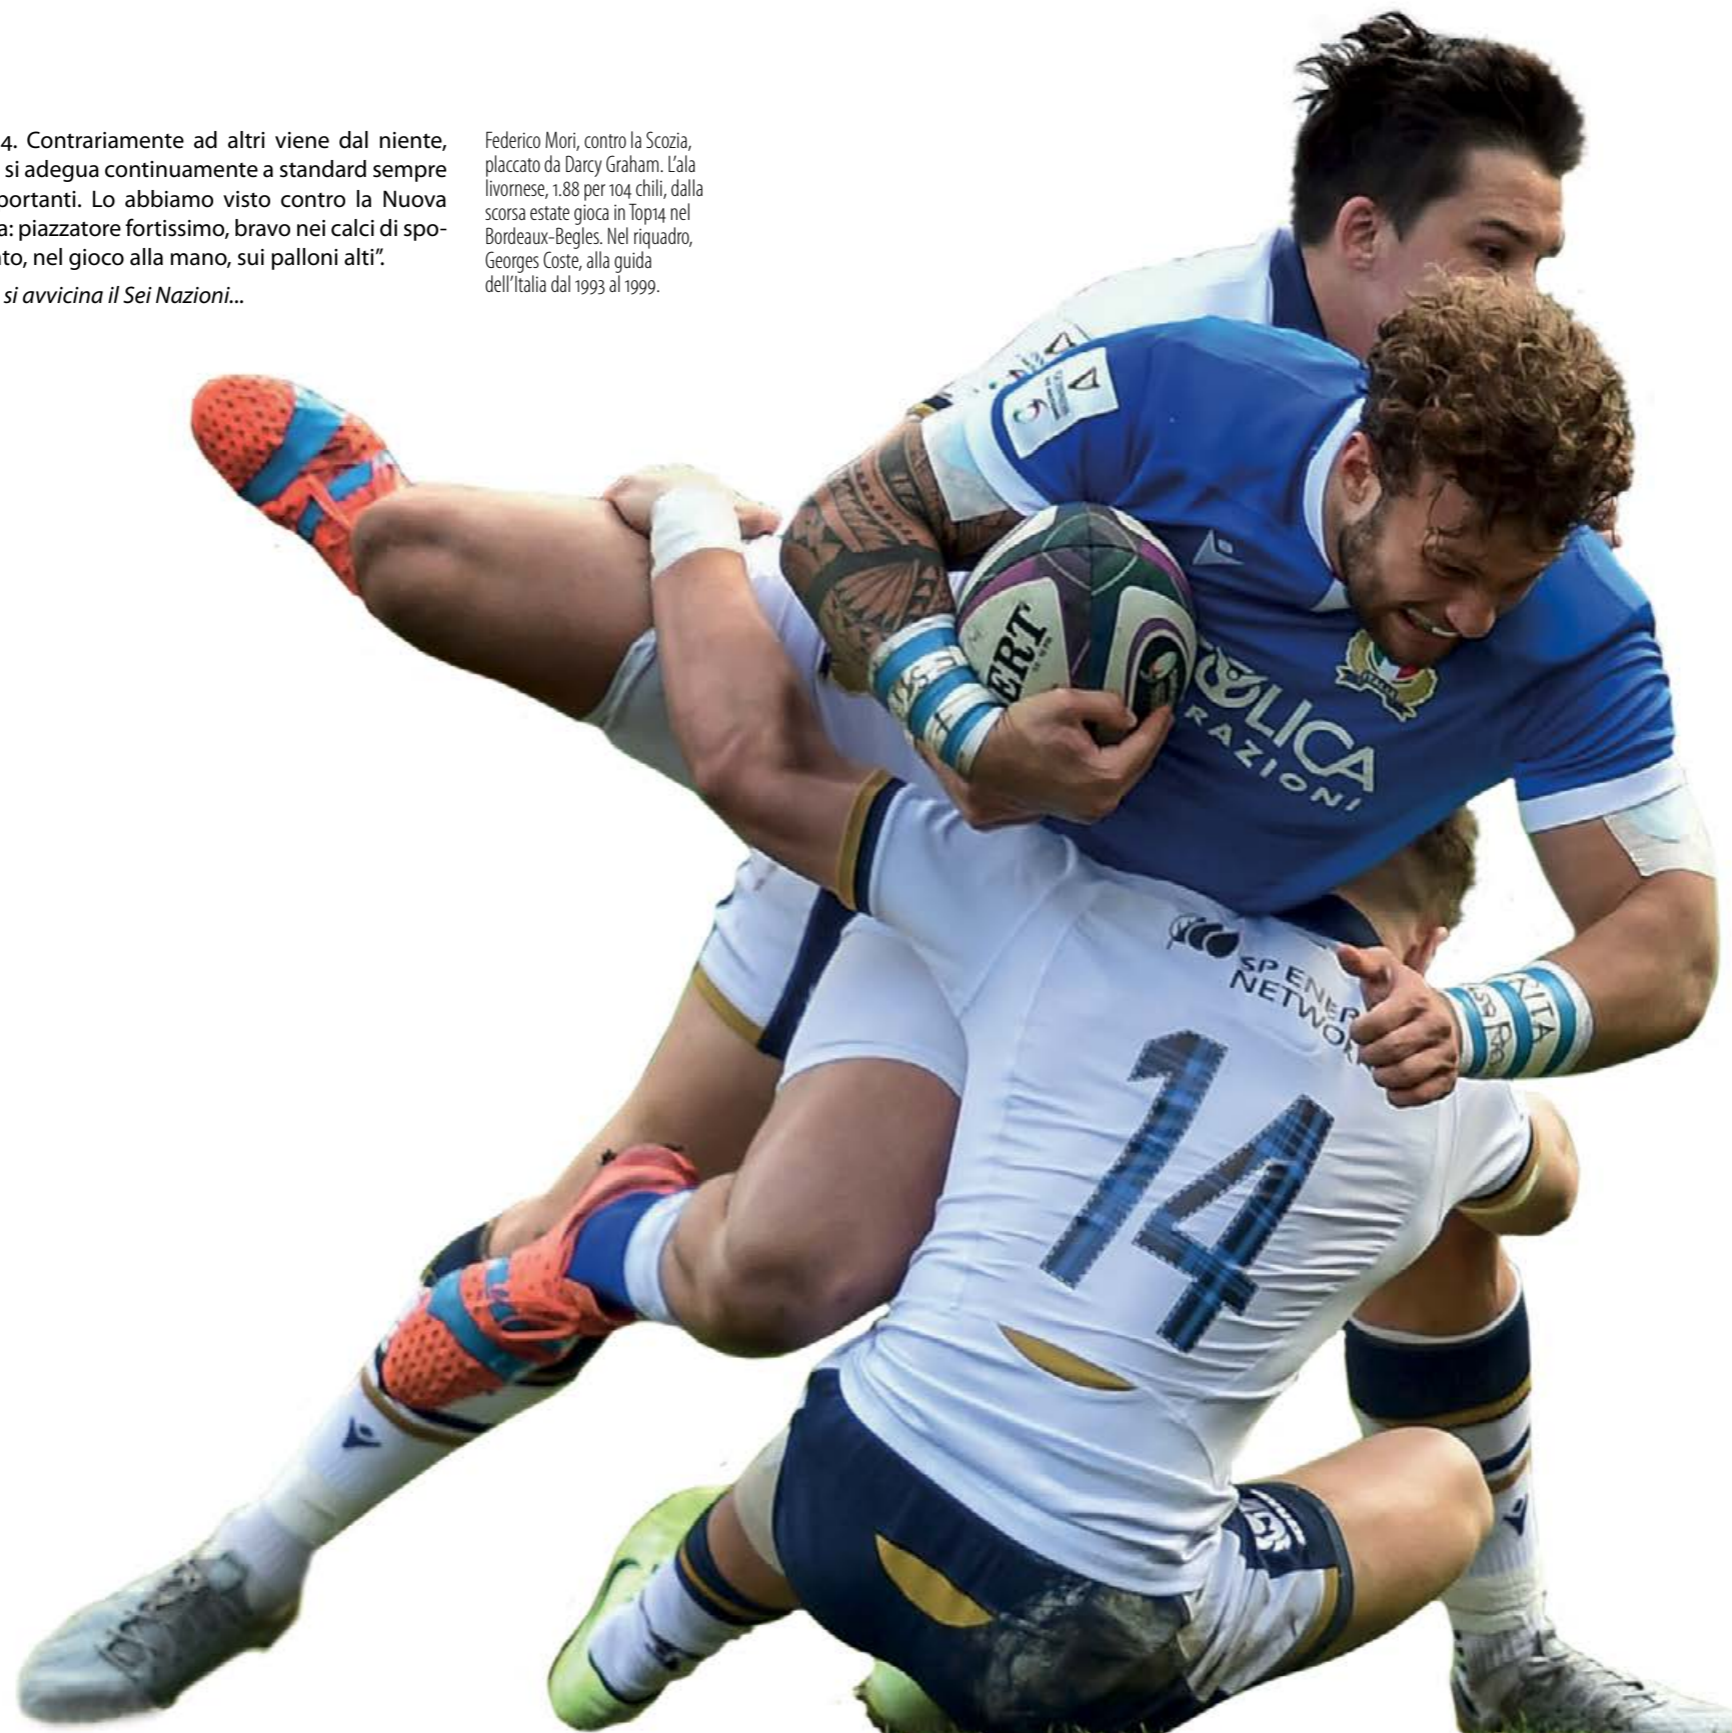 4. Contrariamente ad altri viene dal niente,
si adegua continuamente a standard sempre
portanti. Lo abbiamo visto contro la Nuova
a: piazzatore fortissimo, bravo nei calci di spo-
to, nel gioco alla mano, sui palloni alti”.
si avvicina il Sei Nazioni...
Federico Mori, contro la Scozia,
placcato da Darcy Graham. L’ala
livornese, 1.88 per 104 chili, dalla
scorsa estate gioca in Top14 nel
Bordeaux-Begles. Nel riquadro,
Georges Coste, alla guida
dell’Italia dal 1993 al 1999.
ERT
OLICA
RAZIONI
ITALIA
SP ENER
NETWOR
14